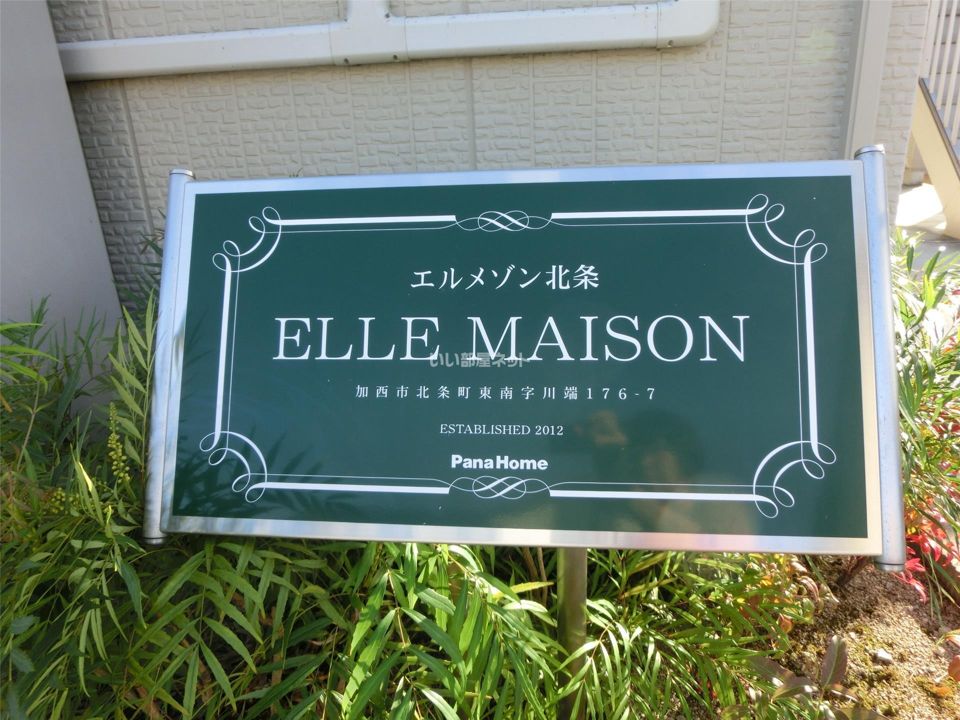 エルメゾン北条
ELLE MAISON
いい部屋ネット
加西市北条町東南字川端176-7
ESTABLISHED 2012
PanaHome